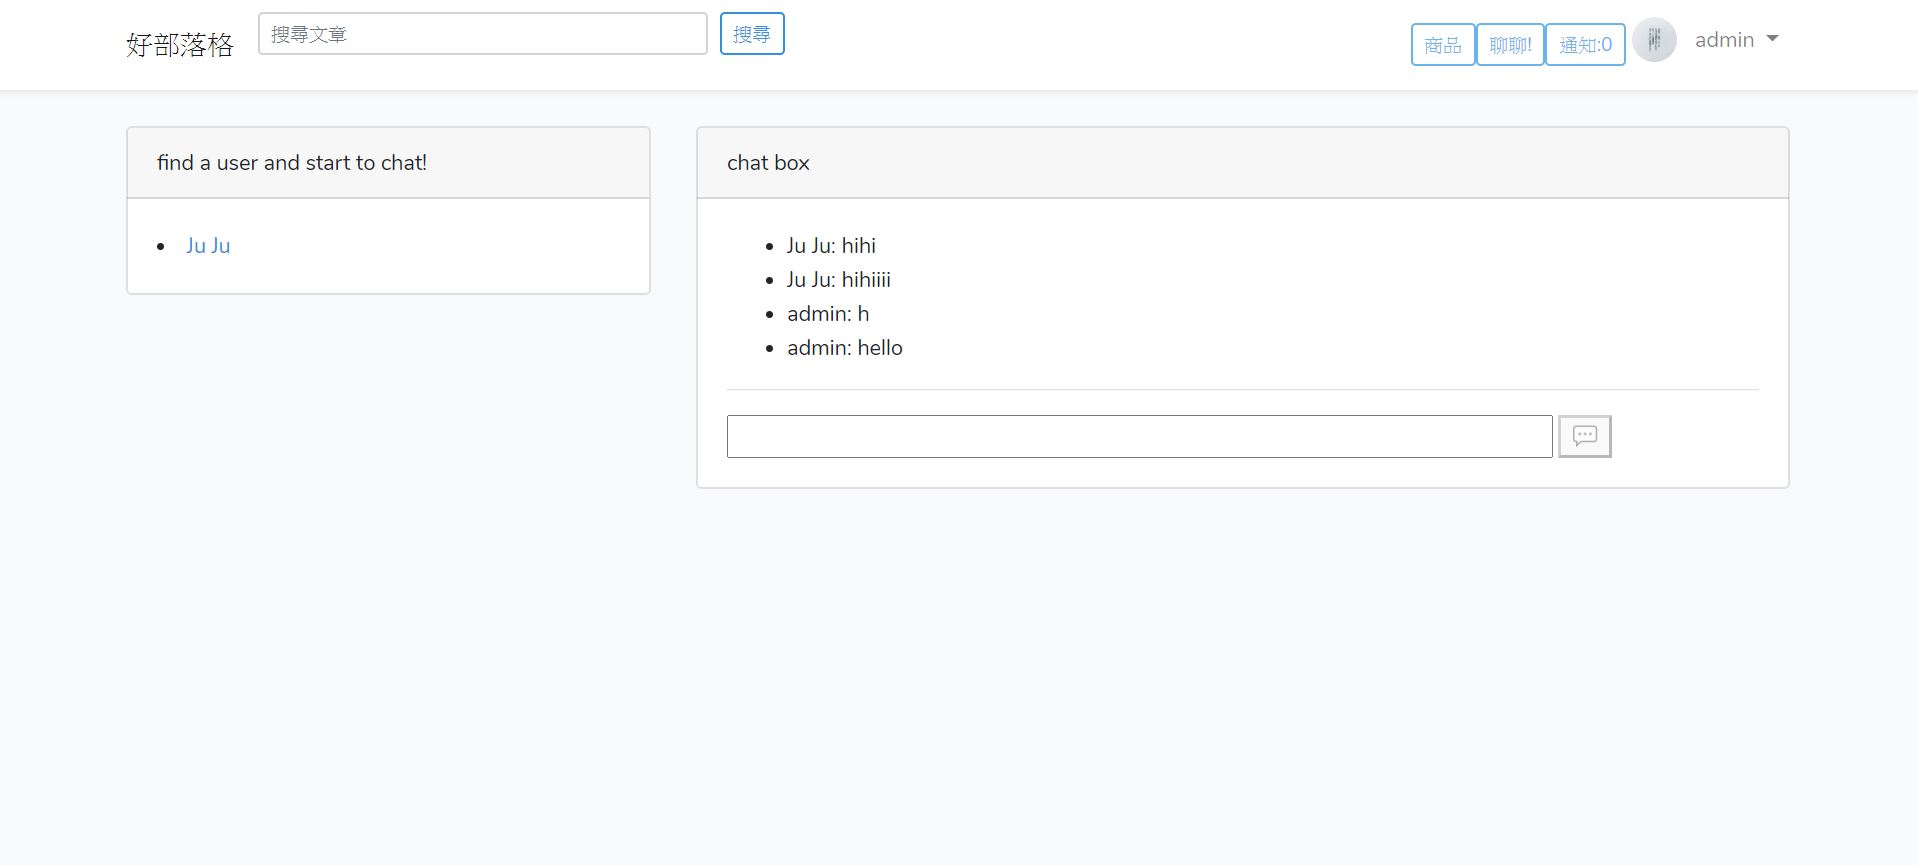 好部落格
搜尋文章
搜尋
商品
聊聊!
通知:0
admin
find a user and start to chat!
Ju Ju
chat box
Ju Ju: hihi
Ju Ju: hihiiii
admin: h
admin: hello